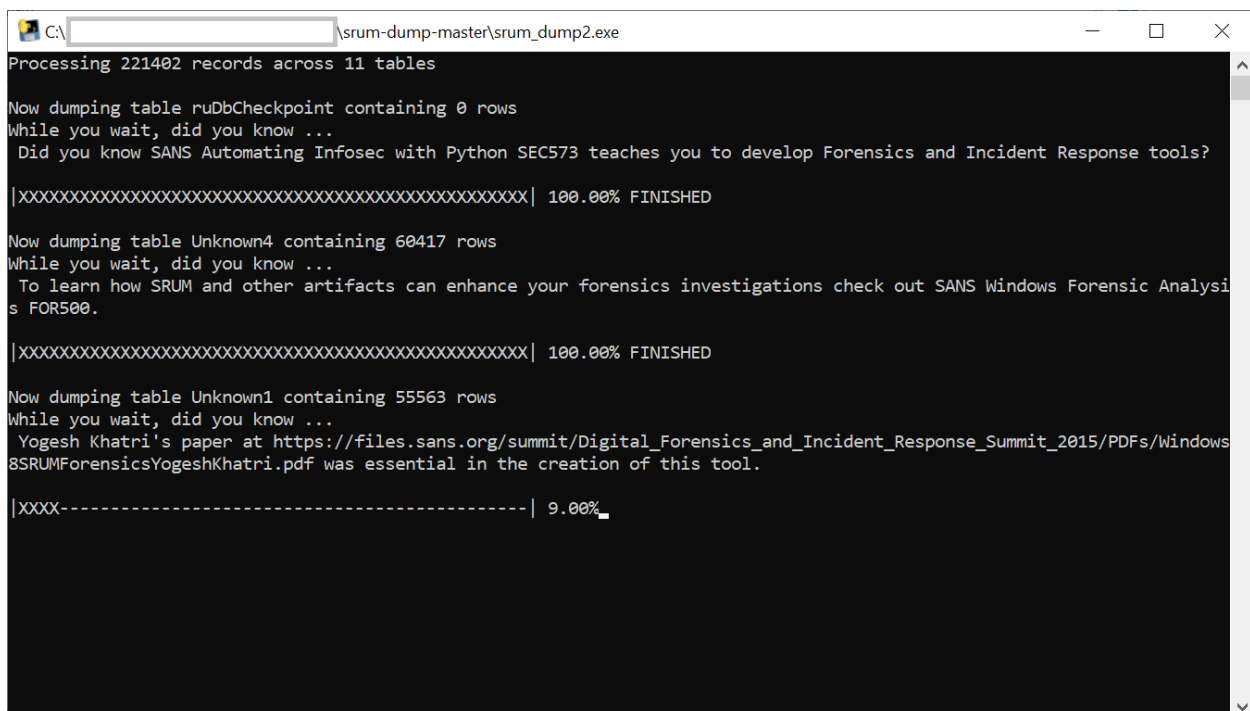 C:\ \srum-dump-master\srum_dump2.exe
Processing 221402 records across 11 tables
Now dumping table ruDbCheckpoint containing 0 rows
While you wait, did you know ...
Did you know SANS Automating Infosec with Python SEC573 teaches you to develop Forensics and Incident Response tools?
|XXXXXXXXXXXXXXXXXXXXXXXXXXXXXXXXXXXXXXXXXXXXXXXXXX| 100.00% FINISHED
Now dumping table Unknown4 containing 60417 rows
While you wait, did you know ...
To learn how SRUM and other artifacts can enhance your forensics investigations check out SANS Windows Forensic Analysi
s FOR500.
|XXXXXXXXXXXXXXXXXXXXXXXXXXXXXXXXXXXXXXXXXXXXXXXXXX| 100.00% FINISHED
Now dumping table Unknown1 containing 55563 rows
While you wait, did you know ...
Yogesh Khatri's paper at https://files.sans.org/summit/Digital_Forensics_and_Incident_Response_Summit_2015/PDFs/Windows
8SRUMForensicsYogeshKhatri.pdf was essential in the creation of this tool.
|XXXX----------------------------------------------| 9.00%